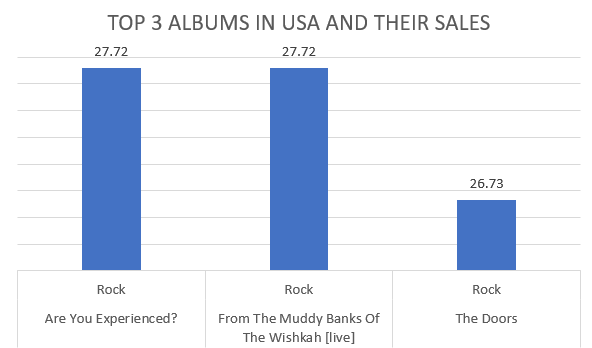 TOP 3 ALBUMS IN USA AND THEIR SALES
27.72
27.72
26.73
Rock
Rock
Rock
Are You Experienced?
From The Muddy Banks Of
The Wishkah [live]
The Doors